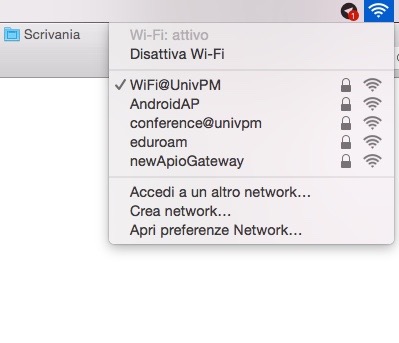 1
Scrivania
Wi-Fi: attivo
Disattiva Wi-Fi
✓ WiFi@UnivPM
AndroidAP
conference@univpm
eduroam
newApioGateway
Accedi a un altro network...
Crea network...
Apri preferenze Network...